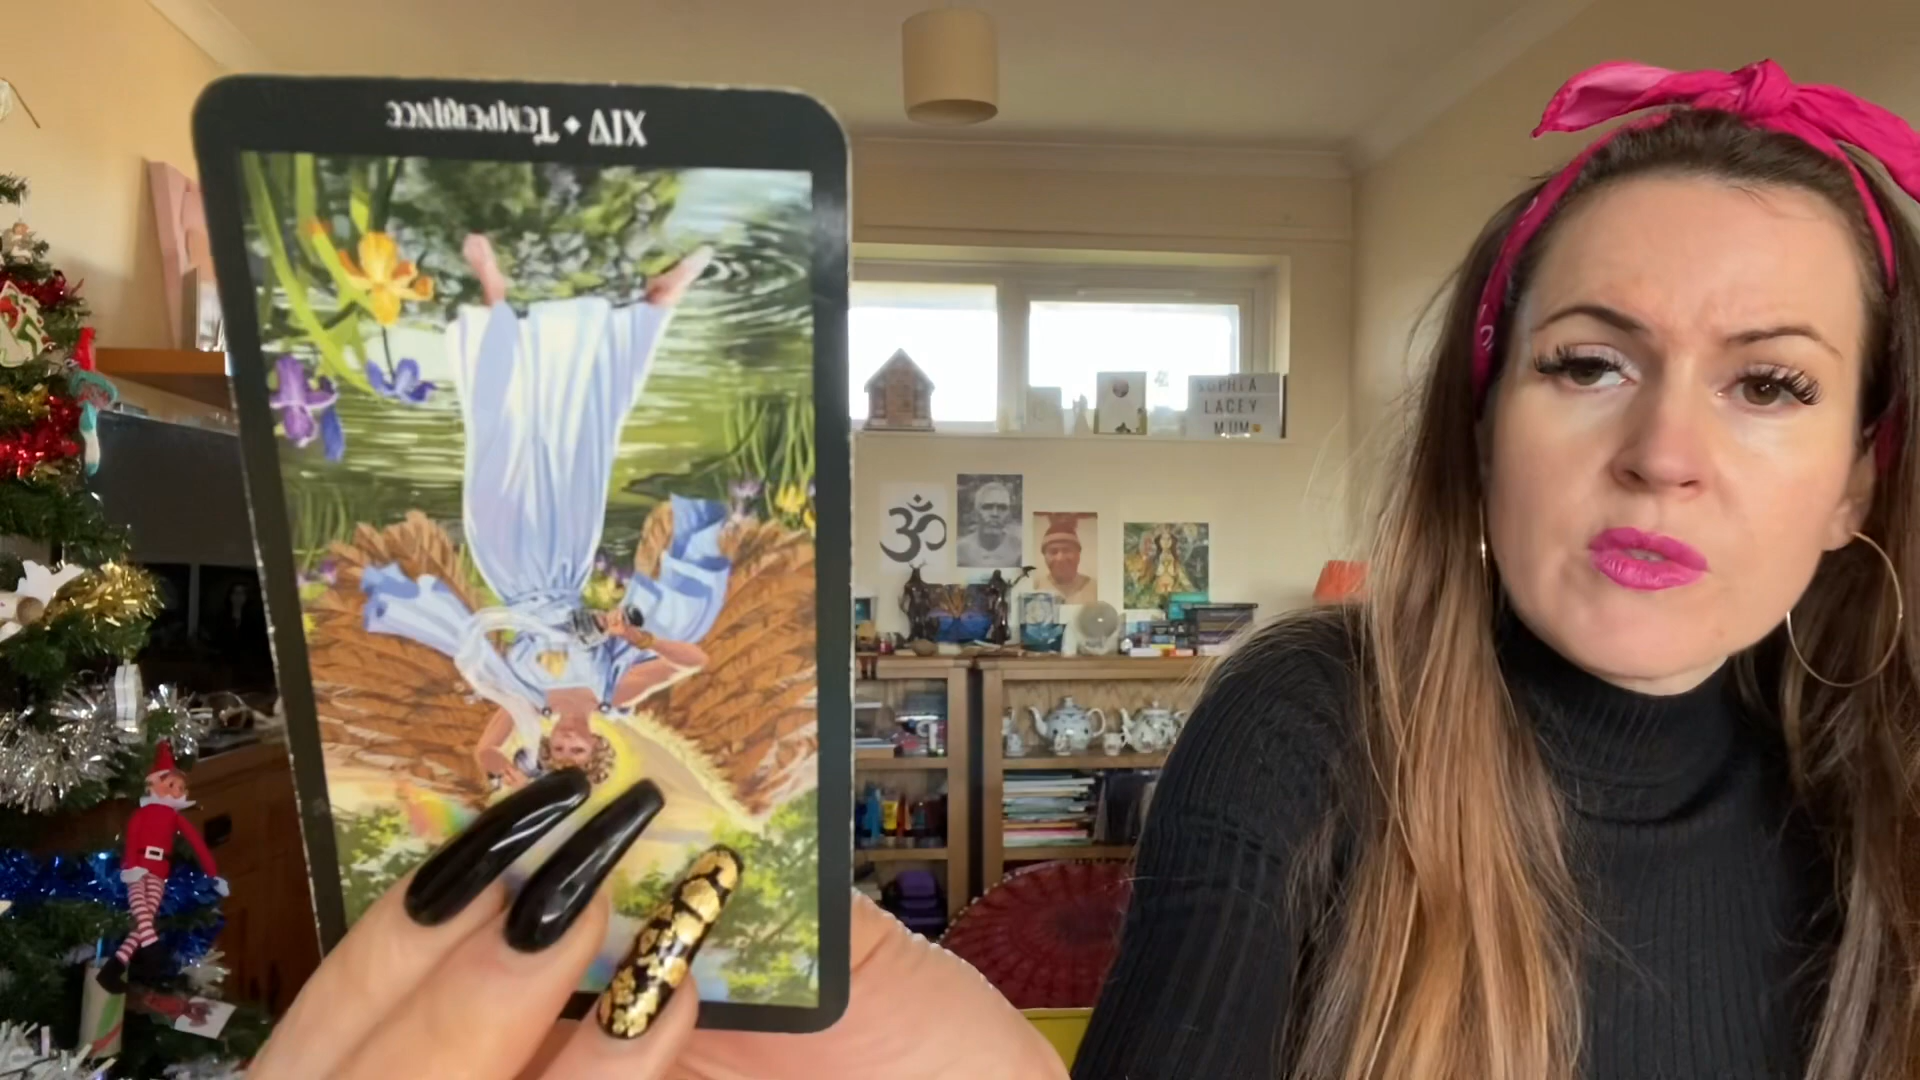 XIV • TEMPERANCE
SOPHIA
LACEY
MUM
ॐ